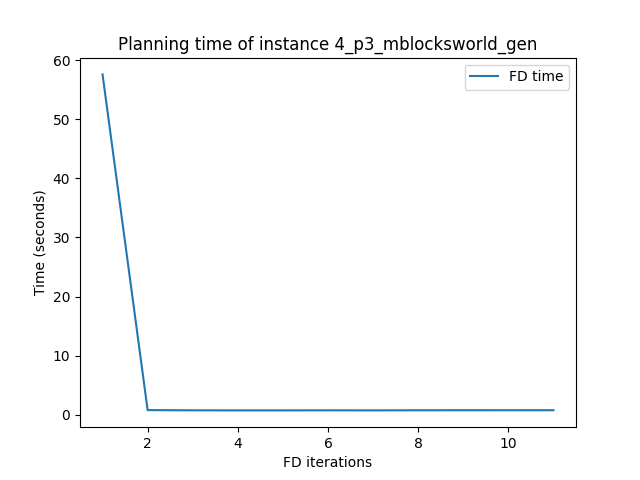 Planning time of instance 4_p3_mblocksworld_gen
FD time
60
50
40
30
20
10
0
Time (seconds)
2 4 6 8 10
FD iterations